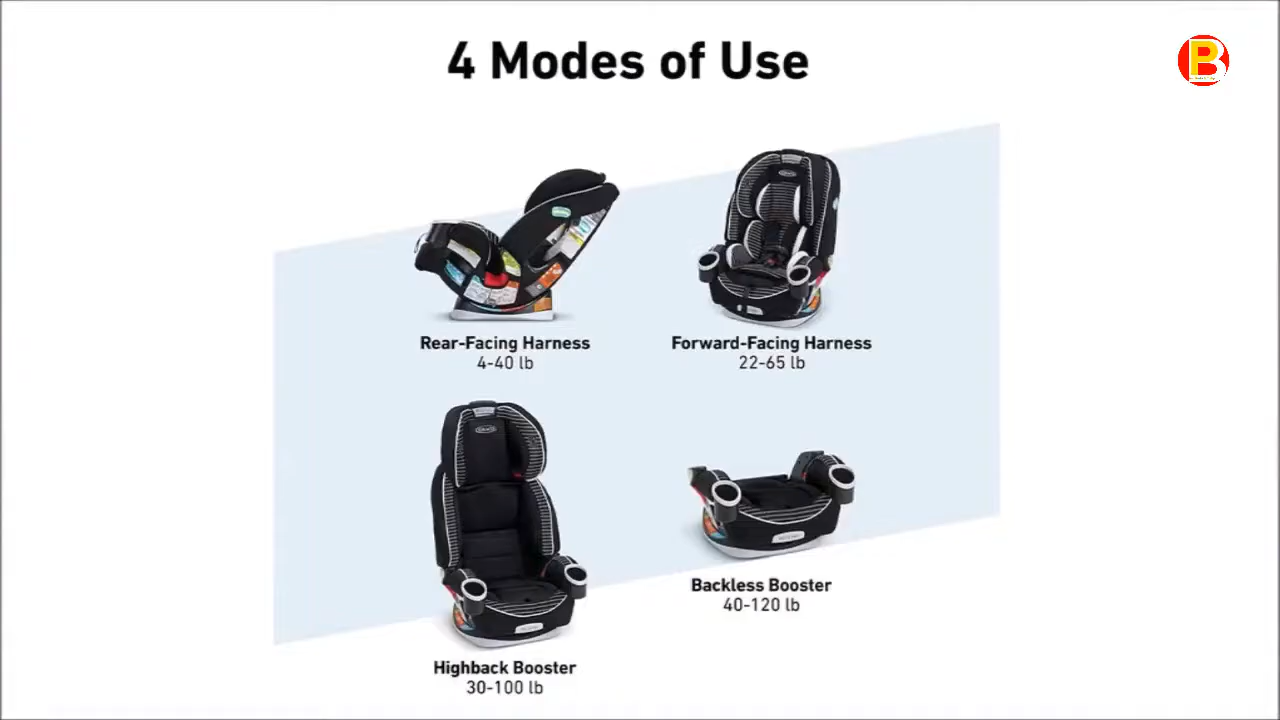 4 Modes of Use
PB
Rear-Facing Harness
4-40 lb
Forward-Facing Harness
22-65 lb
Highback Booster
30-100 lb
Backless Booster
40-120 lb